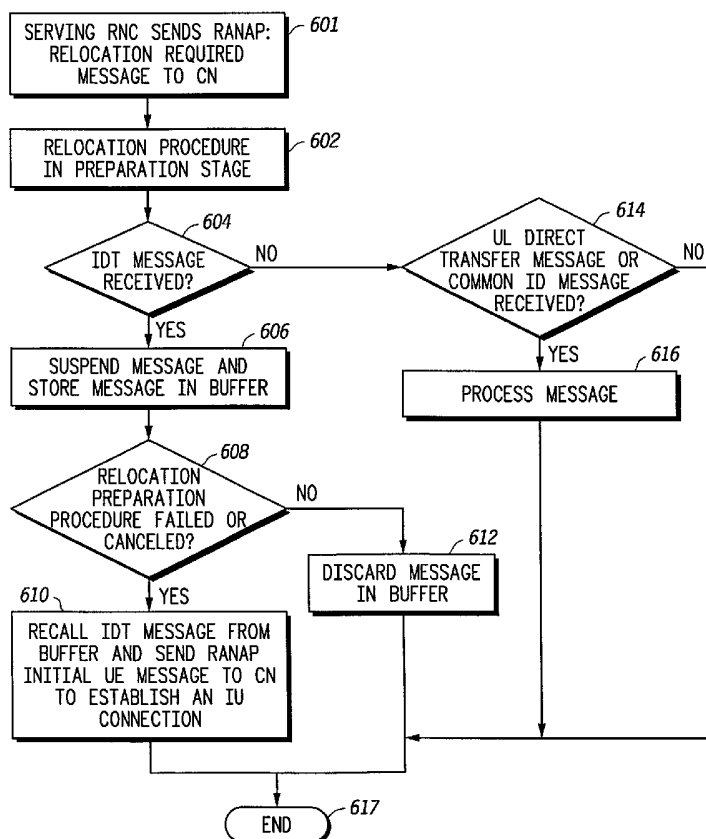 SERVING RNC SENDS RANAP:
RELOCATION REQUIRED
MESSAGE TO CN
601
RELOCATION PROCEDURE
IN PREPARATION STAGE
602
IDT MESSAGE
RECEIVED?
604
NO
YES
UL DIRECT
TRANSFER MESSAGE OR
COMMON ID MESSAGE
RECEIVED?
614
NO
YES
SUSPEND MESSAGE AND
STORE MESSAGE IN BUFFER
606
PROCESS MESSAGE
616
RELOCATION
PREPARATION
PROCEDURE FAILED OR
CANCELED?
608
NO
YES
DISCARD MESSAGE
IN BUFFER
612
610
RECALL IDT MESSAGE FROM
BUFFER AND SEND RANAP
INITIAL UE MESSAGE TO CN
TO ESTABLISH AN IU
CONNECTION
END
617